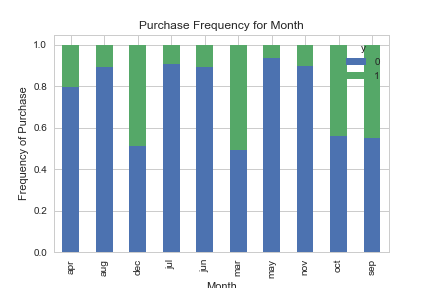 Purchase Frequency for Month
y
0
1
1.0
0.8
0.6
0.4
0.2
0.0
Frequency of Purchase
apr
aug
dec
jul
jun
mar
may
nov
oct
sep
Month